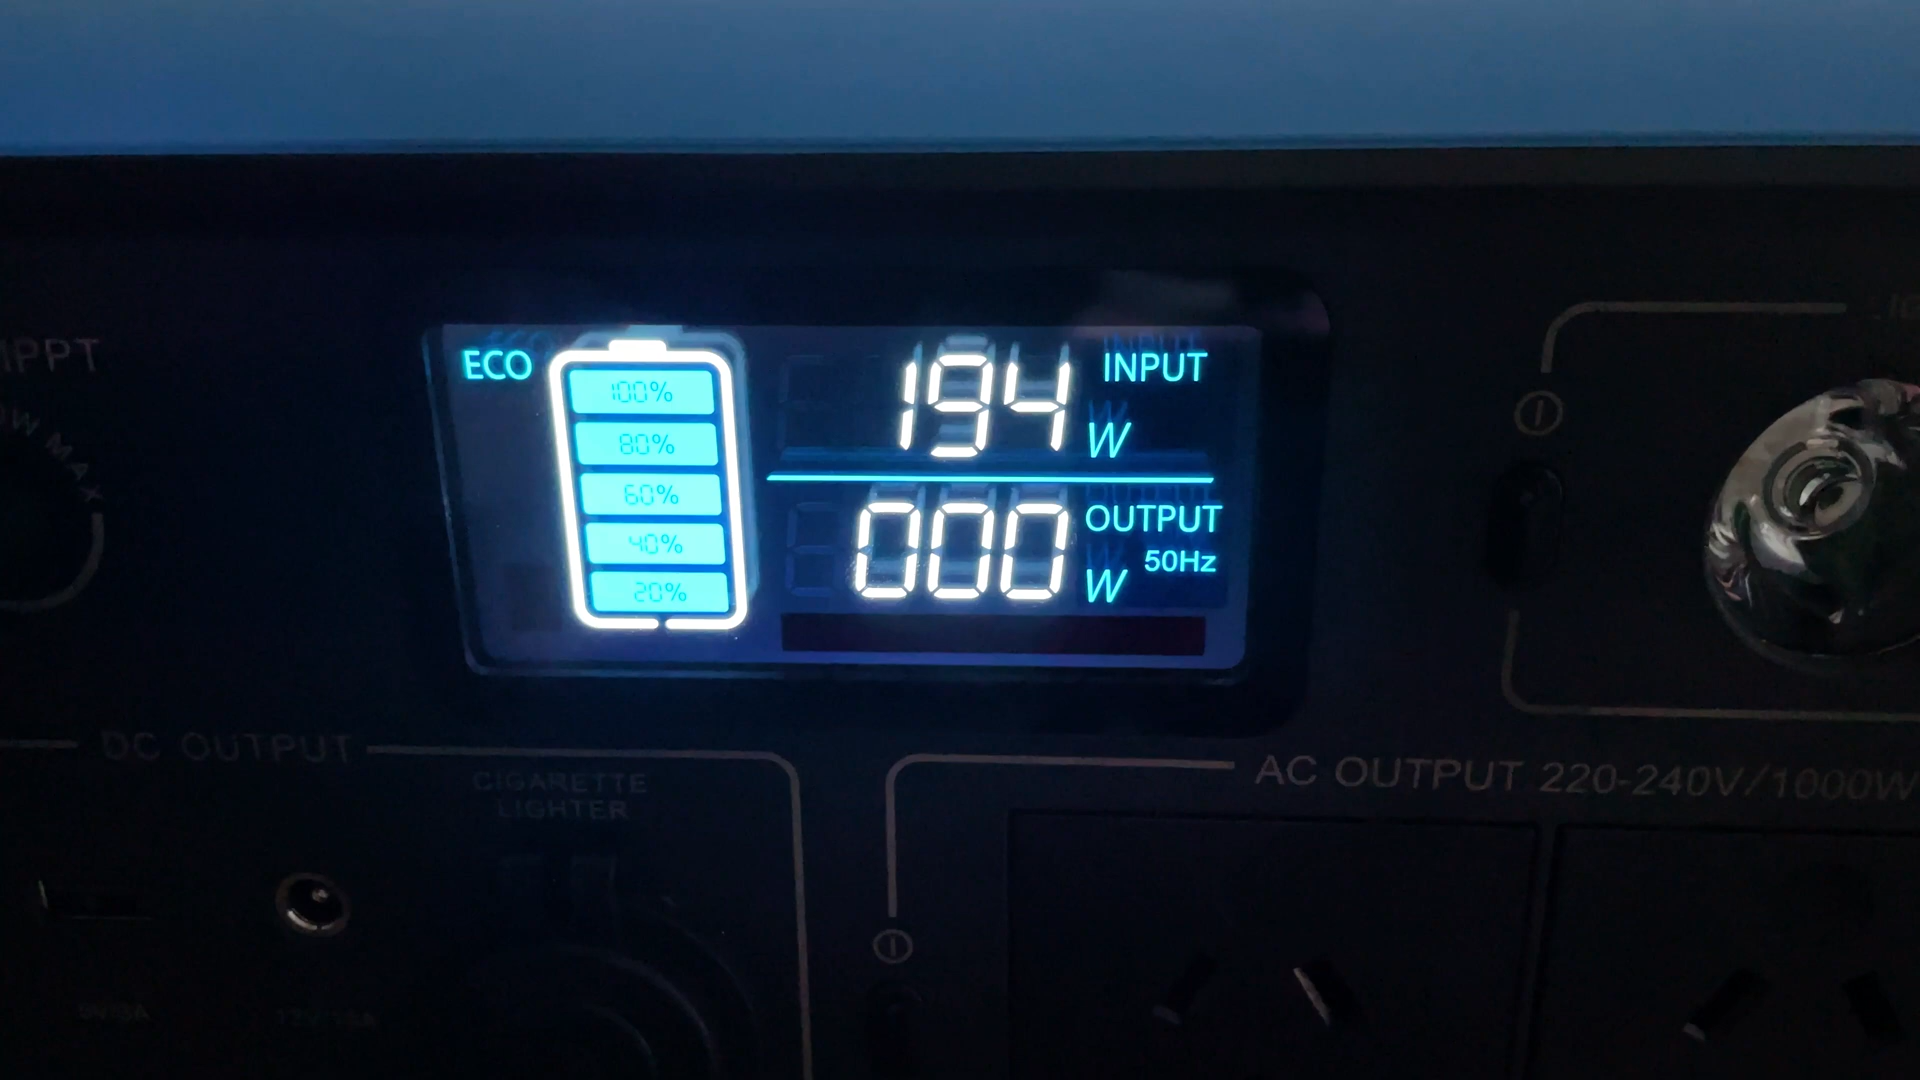 MPPT
W MAX
ECO
100%
80%
60%
40%
20%
194
INPUT
W
000
OUTPUT
50Hz
W
DC OUTPUT
CIGARETTE
LIGHTER
AC OUTPUT 220-240V/1000W